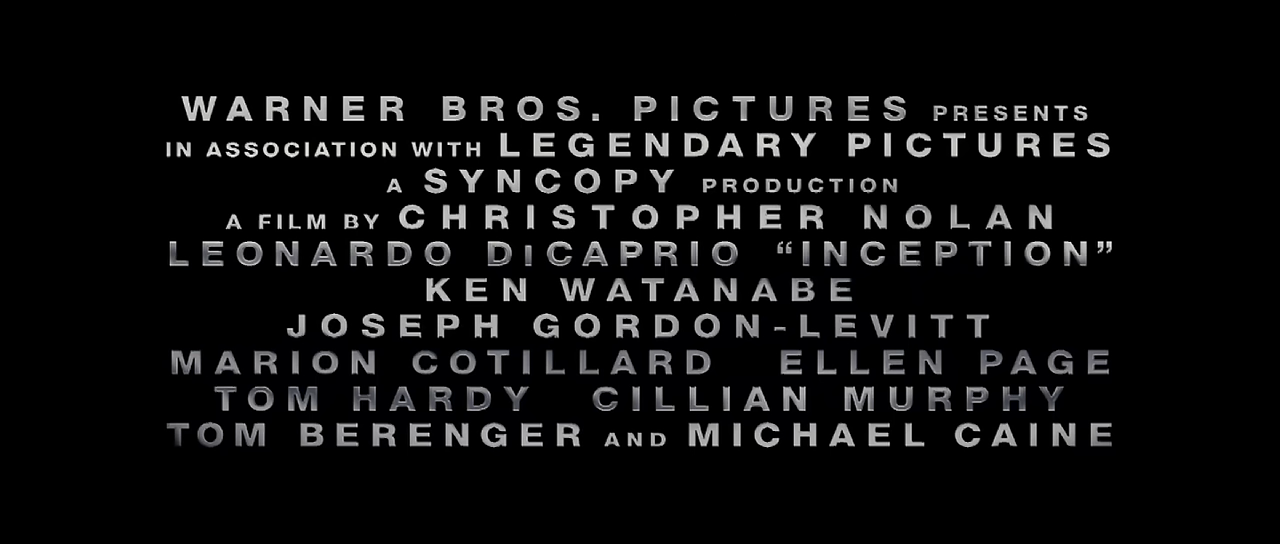 WARNER BROS. PICTURES PRESENTS
IN ASSOCIATION WITH LEGENDARY PICTURES
A SYNCOPY PRODUCTION
A FILM BY CHRISTOPHER NOLAN
LEONARDO DiCAPRIO “INCEPTION”
KEN WATANABE
JOSEPH GORDON-LEVITT
MARION COTILLARD ELLEN PAGE
TOM HARDY CILLIAN MURPHY
TOM BERENGER AND MICHAEL CAINE